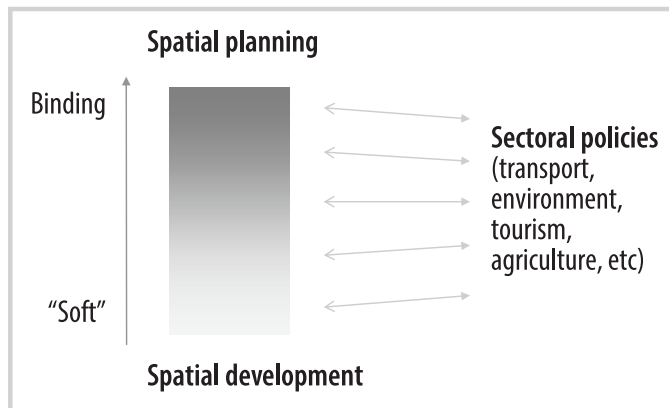 Spatial planning
Binding
Sectoral policies
(transport,
environment,
tourism,
agriculture, etc)
“Soft”
Spatial development